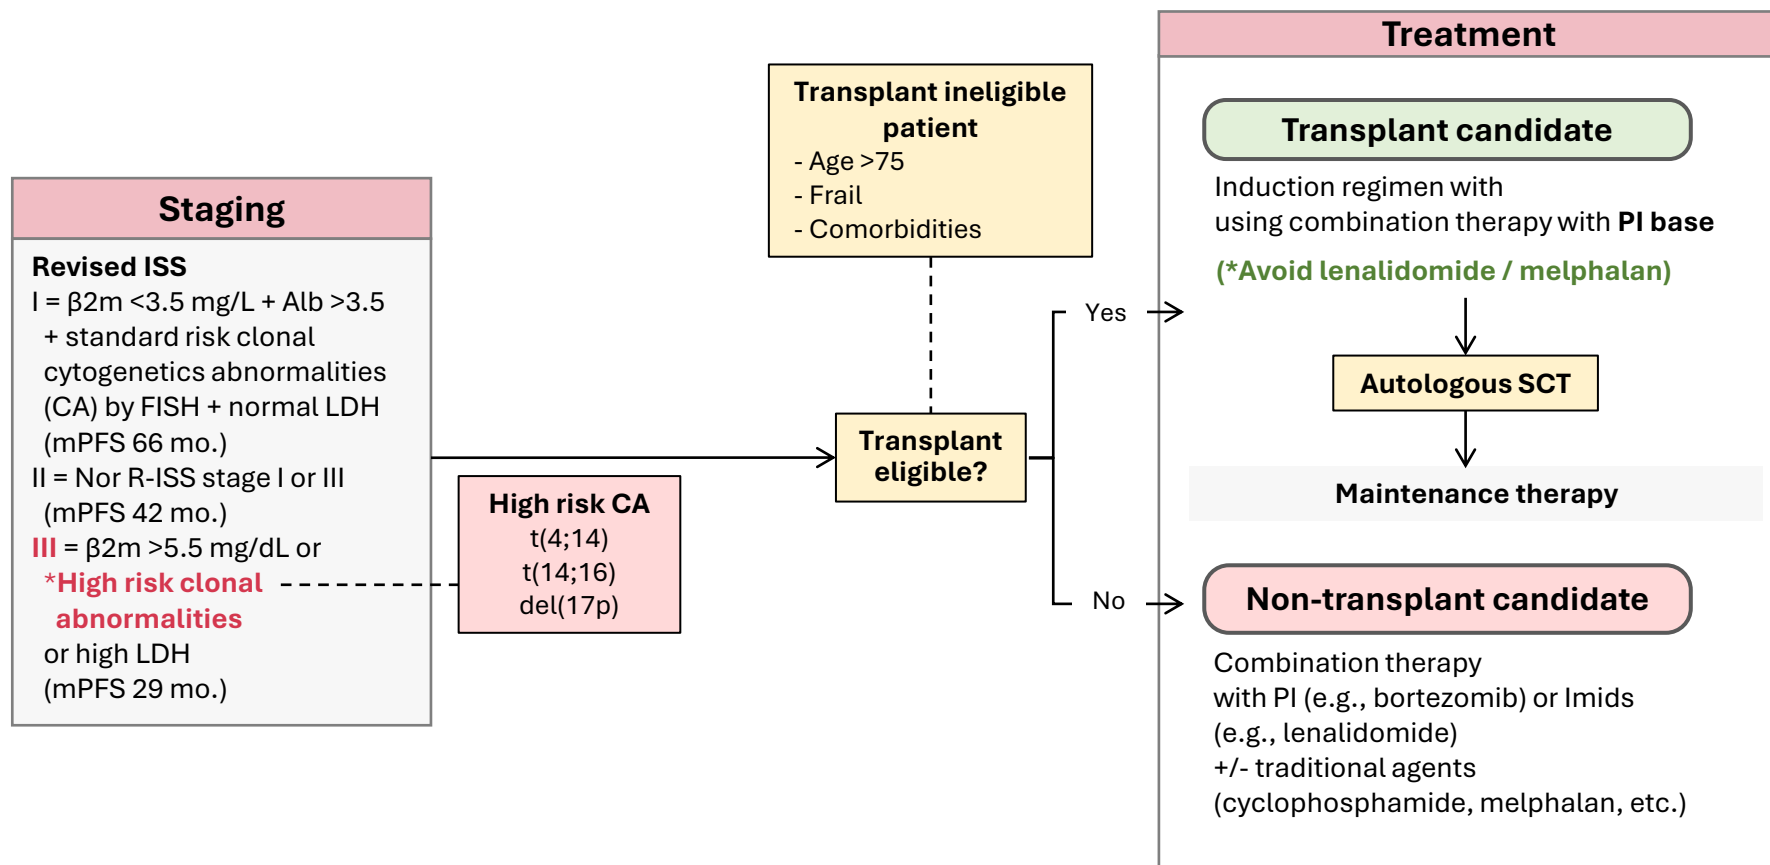 Staging
Revised ISS
I = β2m <3.5 mg/L + Alb >3.5
+ standard risk clonal
cytogenetics abnormalities
(CA) by FISH + normal LDH
(mPFS 66 mo.)
II = Nor R-ISS stage I or III
(mPFS 42 mo.)
III = β2m >5.5 mg/dL or
*High risk clonal
abnormalities
or high LDH
(mPFS 29 mo.)
High risk CA
t(4;14)
t(14;16)
del(17p)
Transplant ineligible
patient
- Age >75
- Frail
- Comorbidities
Transplant
eligible?
Yes
No
Treatment
Transplant candidate
Induction regimen with
using combination therapy with PI base
(*Avoid lenalidomide / melphalan)
Autologous SCT
Maintenance therapy
Non-transplant candidate
Combination therapy
with PI (e.g., bortezomib) or Imids
(e.g., lenalidomide)
+/- traditional agents
(cyclophosphamide, melphalan, etc.)